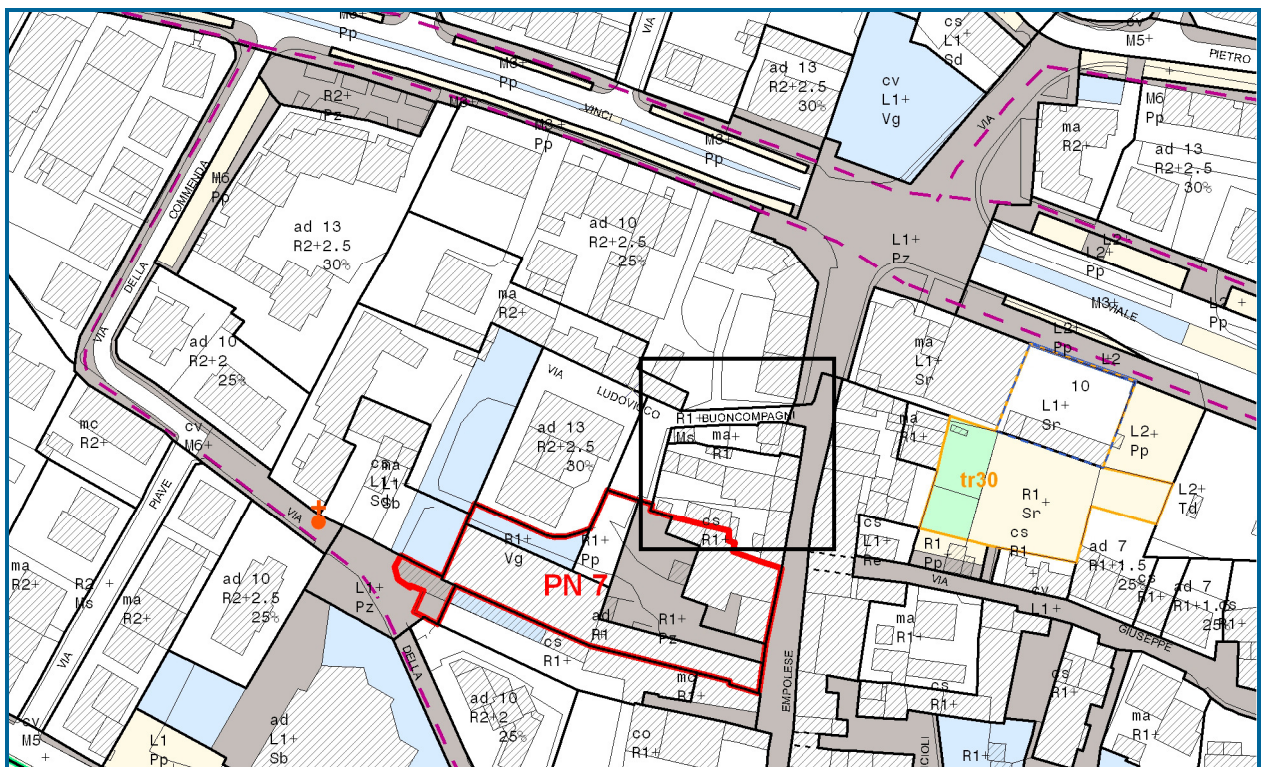 M6+
Pp
VIA
cs
L1+
Sd
cv
M5+
PIETRO
M3+
Pp
ad 13
R2+2.5
30%
cv
L1+
Vg
R2+
Pz
VINCI
M3+
Pp
M3+
Pp
VIA
M6
Pp
ma
R2+
ad 13
R2+2.5
30%
COMMENDA
M6
Pp
ad 13
R2+2.5
30%
ad 10
R2+2.5
25%
L1+
Pz
L2+
L2+
Pp
DELLA
ma
R2+
M3+
VIALE
L2 +
Pp
VIA
ad 10
R2+2
25%
ma
L1+
Sr
L2+
Pp
L2
VIA
LUDOVICO
10
L1+
Sr
mc
R2+
cv
M6+
ad 13
R2+2.5
30%
R1+
Ms
BUONCOMPAGNI
ma+
R1
ma
R1+
L2+
Pp
cs
L1+
Sd
ma
L1
Sb
tr30
R1
+
Sr
L2+
Td
PIAVE
VIA
cs
R1+
R1+
Vg
R1+
Pp
cs
L1+
Re
R1
Pp
cs
R1
ad 7
R1+1.5
25%
ma
R2+
R2
Ms
ma
R2+
ad 10
R2+2.5
25%
L1+
Pz
PN 7
ad
R1
R1+
Pz
VIA
cv
L1+
cs
R1+
ad 7
R1+1.
25%
cs
R1+
ma
R1+
GIUSEPPE
VIA
DELLA
cs
R1+
mc
R1+
EMPOLESE
cs
R1+
cs
R1+
ad 10
R2+2
25%
ma
R1+
cv
M5
+
L1
Pp
ad
L1+
Sb
co
R1+
CIOLI
R1+